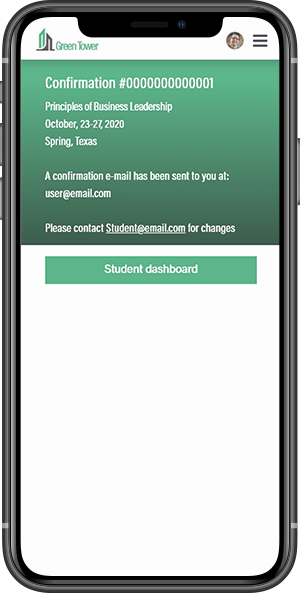 Green Tower
Confirmation #0000000000001
Principles of Business Leadership
October, 23-27, 2020
Spring, Texas
A confirmation e-mail has been sent to you at:
user@email.com
Please contact Student@email.com for changes
Student dashboard